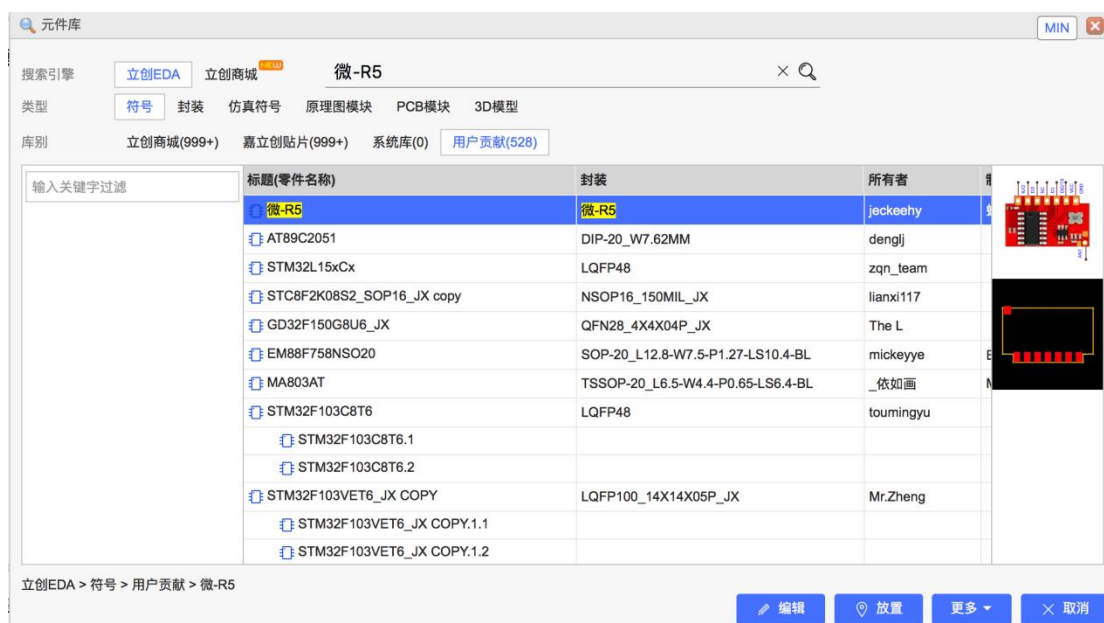 元件库
MIN
搜索引擎 立创EDA 立创商城 NEW 微-R5
类型 符号 封装 仿真符号 原理图模块 PCB模块 3D模型
库别 立创商城(999+) 嘉立创贴片(999+) 系统库(0) 用户贡献(528)
输入关键字过滤
标题(零件名称) 封装 所有者
微-R5 微-R5 jeckeehy
AT89C2051 DIP-20_W7.62MM denglj
STM32L15xCx LQFP48 zqn_team
STC8F2K08S2_SOP16_JX copy NSOP16_150MIL_JX lianxi117
GD32F150G8U6_JX QFN28_4X4X04P_JX The L
EM88F758NSO20 SOP-20_L12.8-W7.5-P1.27-LS10.4-BL mickeyye
MA803AT TSSOP-20_L6.5-W4.4-P0.65-LS6.4-BL _依如画
STM32F103C8T6 LQFP48 toumingyu
STM32F103C8T6.1
STM32F103C8T6.2
STM32F103VET6_JX COPY LQFP100_14X14X05P_JX Mr.Zheng
STM32F103VET6_JX COPY.1.1
STM32F103VET6_JX COPY.1.2
立创EDA > 符号 > 用户贡献 > 微-R5
编辑 放置 更多 取消